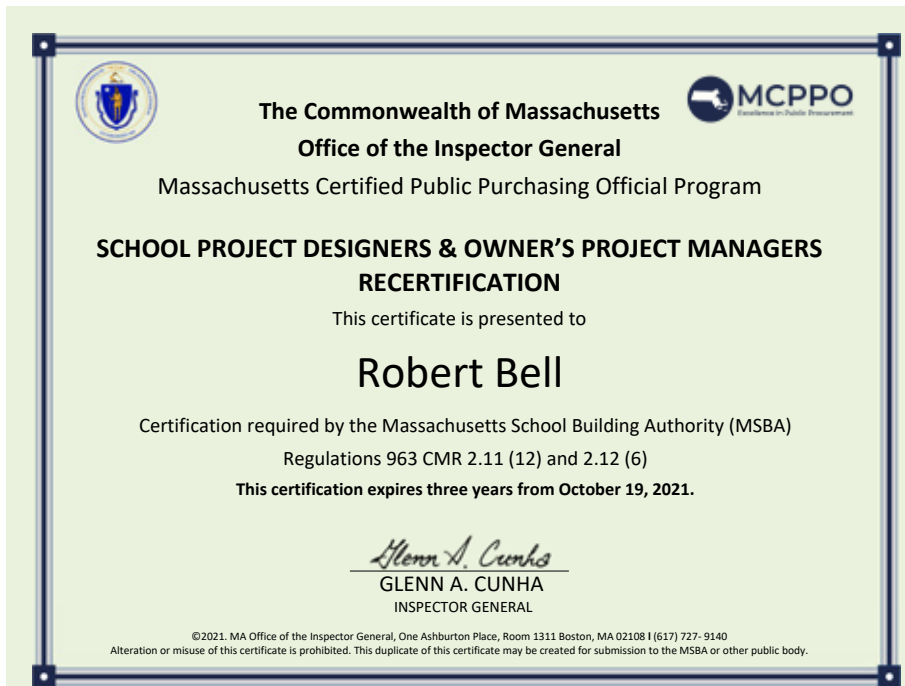 MCPPO
Excellence in Public Procurement
The Commonwealth of Massachusetts
Office of the Inspector General
Massachusetts Certified Public Purchasing Official Program
SCHOOL PROJECT DESIGNERS & OWNER’S PROJECT MANAGERS
RECERTIFICATION
This certificate is presented to
Robert Bell
Certification required by the Massachusetts School Building Authority (MSBA)
Regulations 963 CMR 2.11 (12) and 2.12 (6)
This certification expires three years from October 19, 2021.
Glenn A. Cunha
GLENN A. CUNHA
INSPECTOR GENERAL
©2021. MA Office of the Inspector General, One Ashburton Place, Room 1311 Boston, MA 02108 l (617) 727- 9140
Alteration or misuse of this certificate is prohibited. This duplicate of this certificate may be created for submission to the MSBA or other public body.